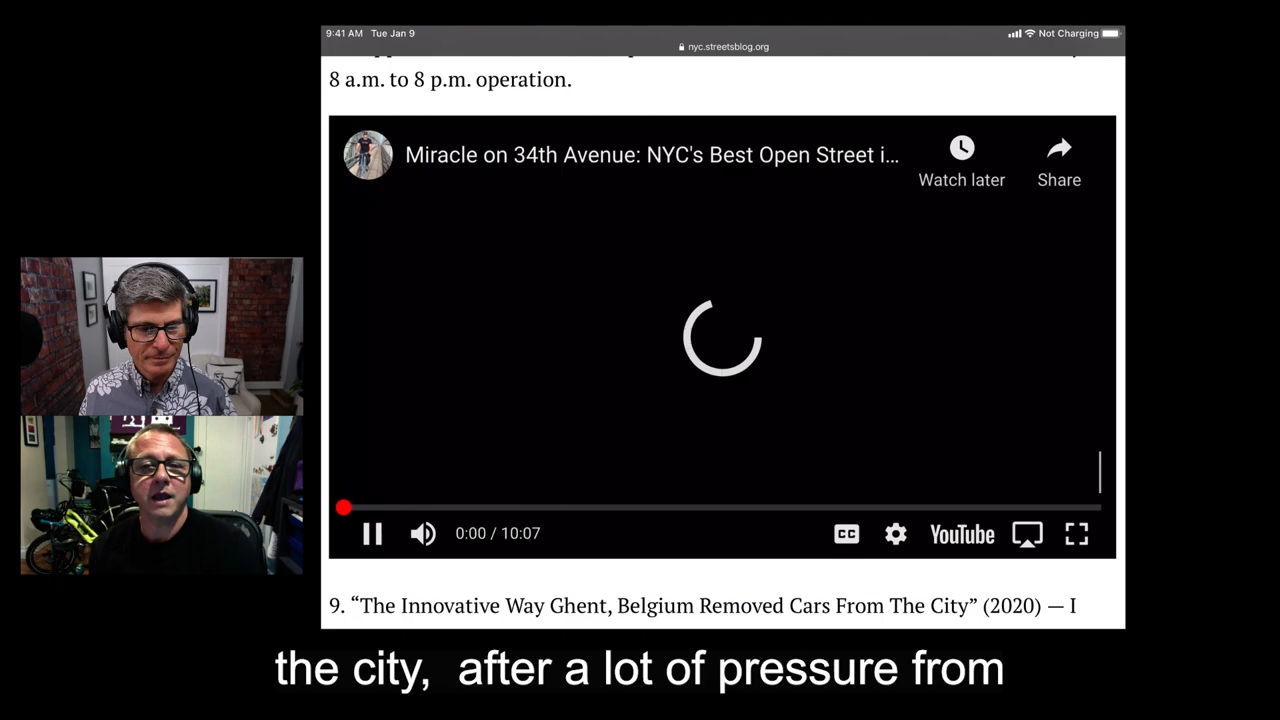 9:41 AM Tue Jan 9
Not Charging
nyc.streetsblog.org
8 a.m. to 8 p.m. operation.
Miracle on 34th Avenue: NYC's Best Open Street i...
Watch later
Share
0:00 / 10:07
CC
YouTube
9. “The Innovative Way Ghent, Belgium Removed Cars From The City” (2020) — I
the city, after a lot of pressure from